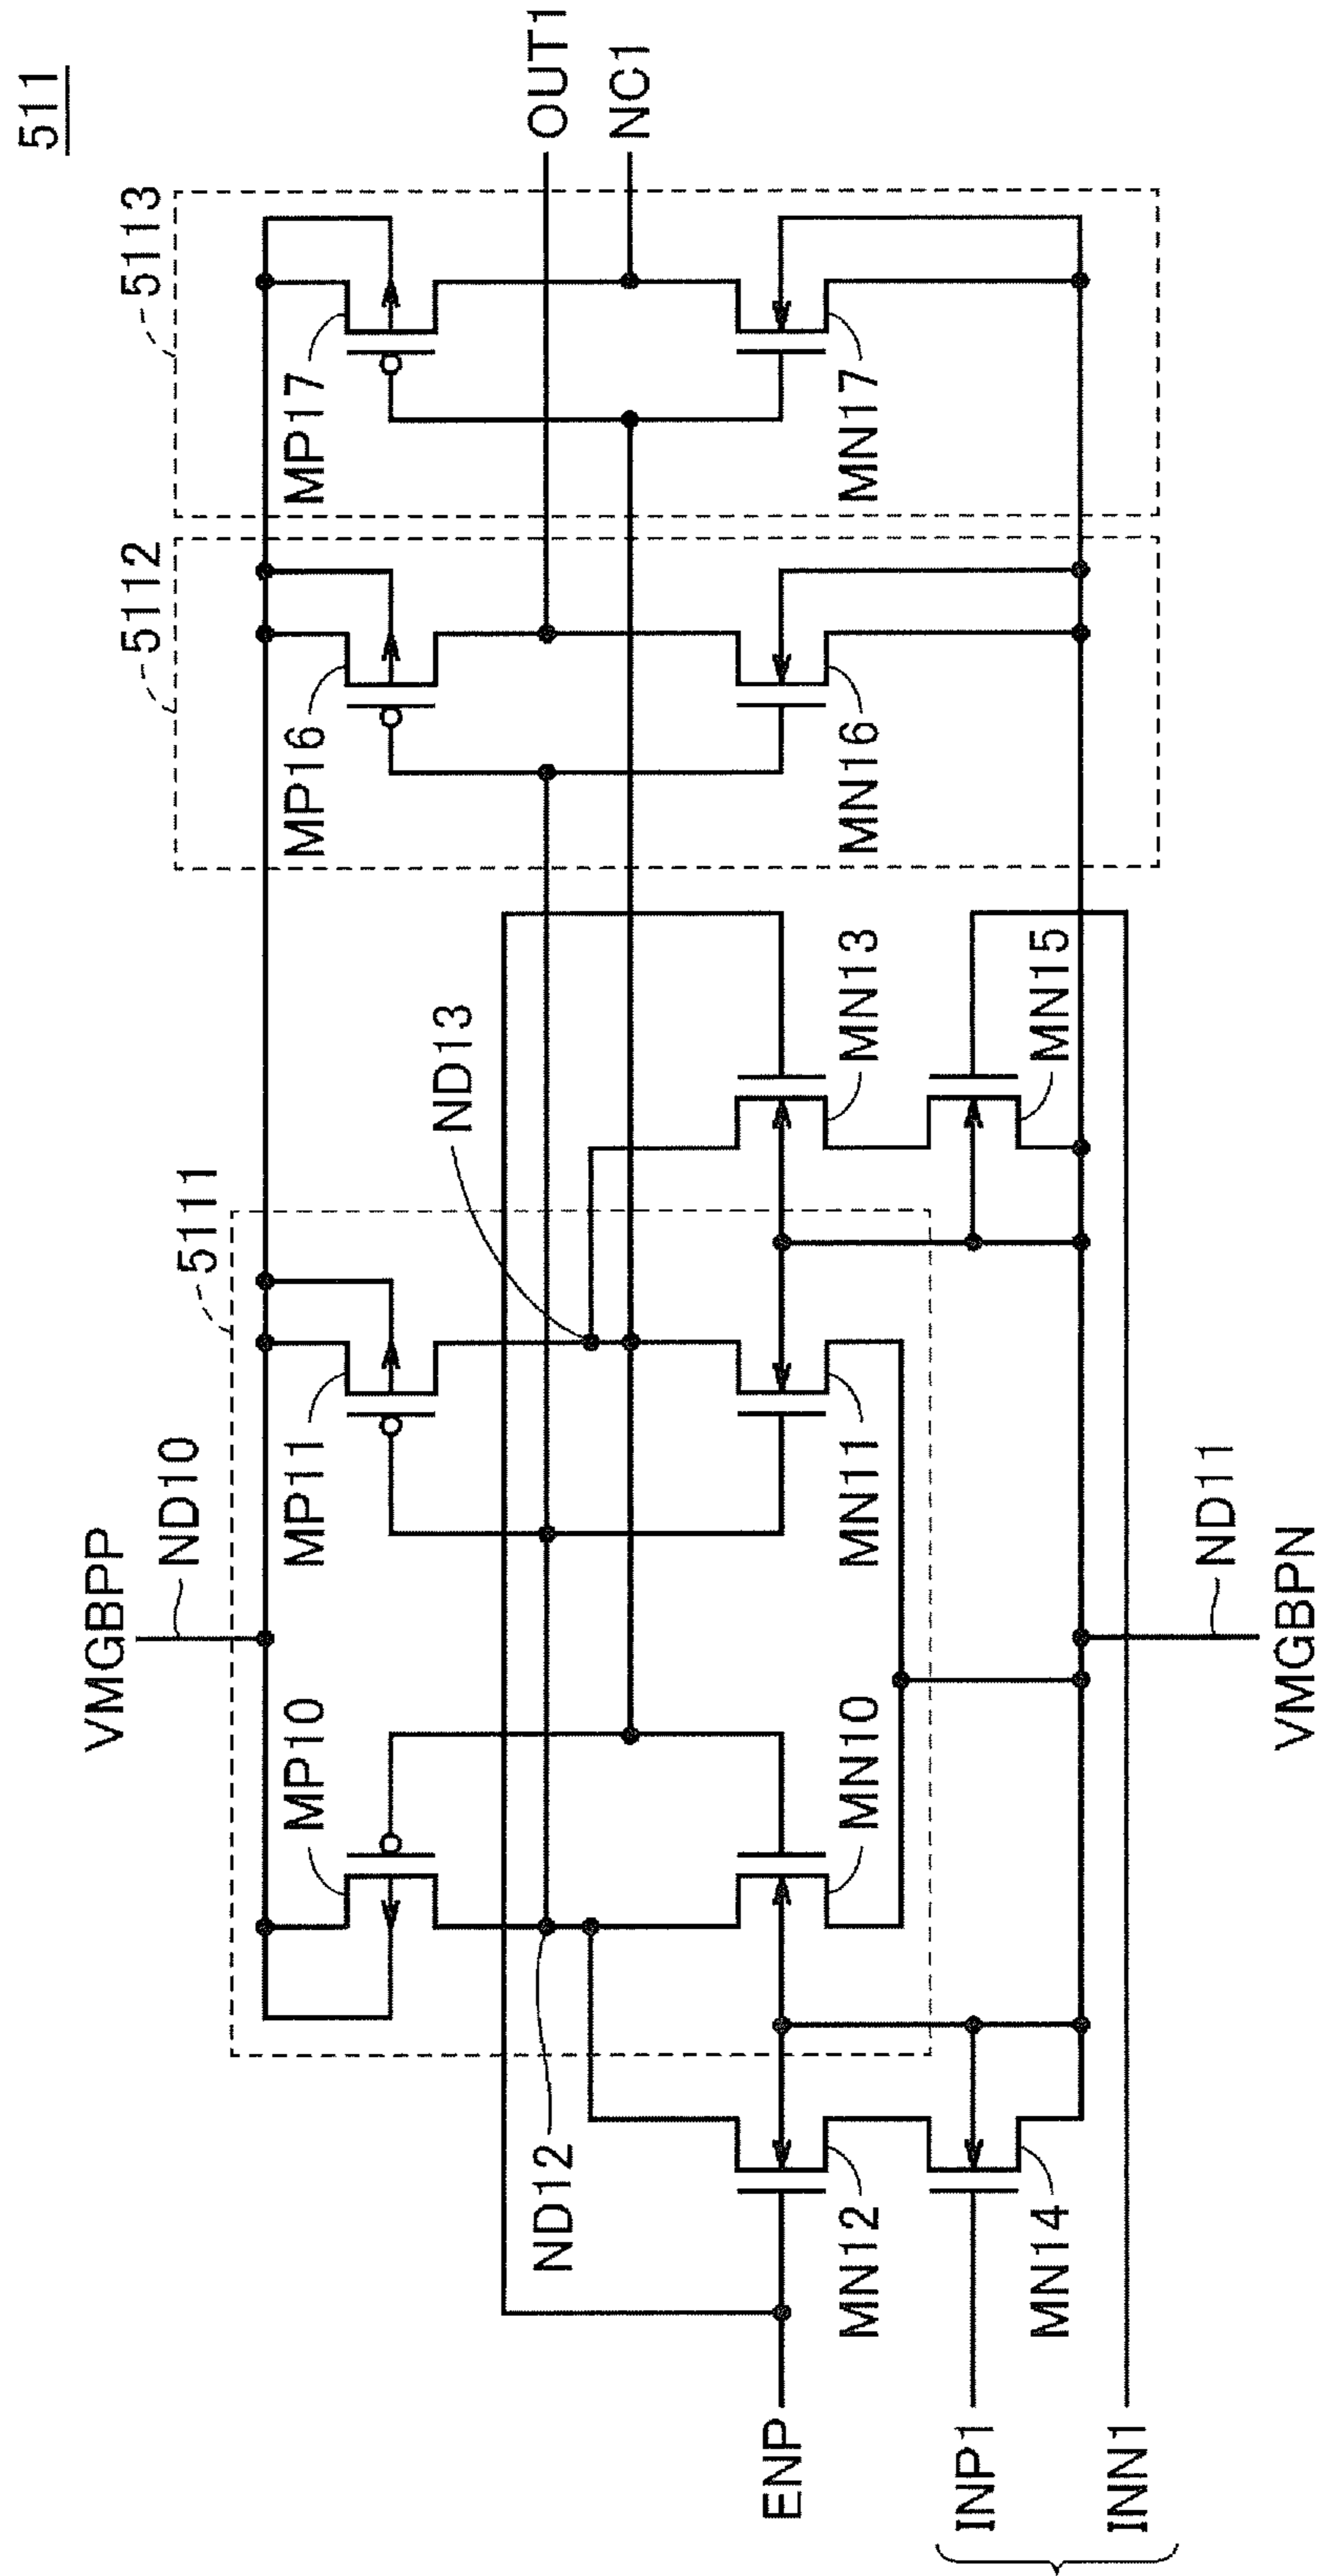 511
VMGBPP
ND10
5111
5112
5113
MP10
MP11
MP16
MP17
ND13
OUT1
NC1
ND12
ENP
MN12
MN10
MN11
MN13
MN16
MN17
INP1
MN14
MN15
INN1
ND11
VMGBPN